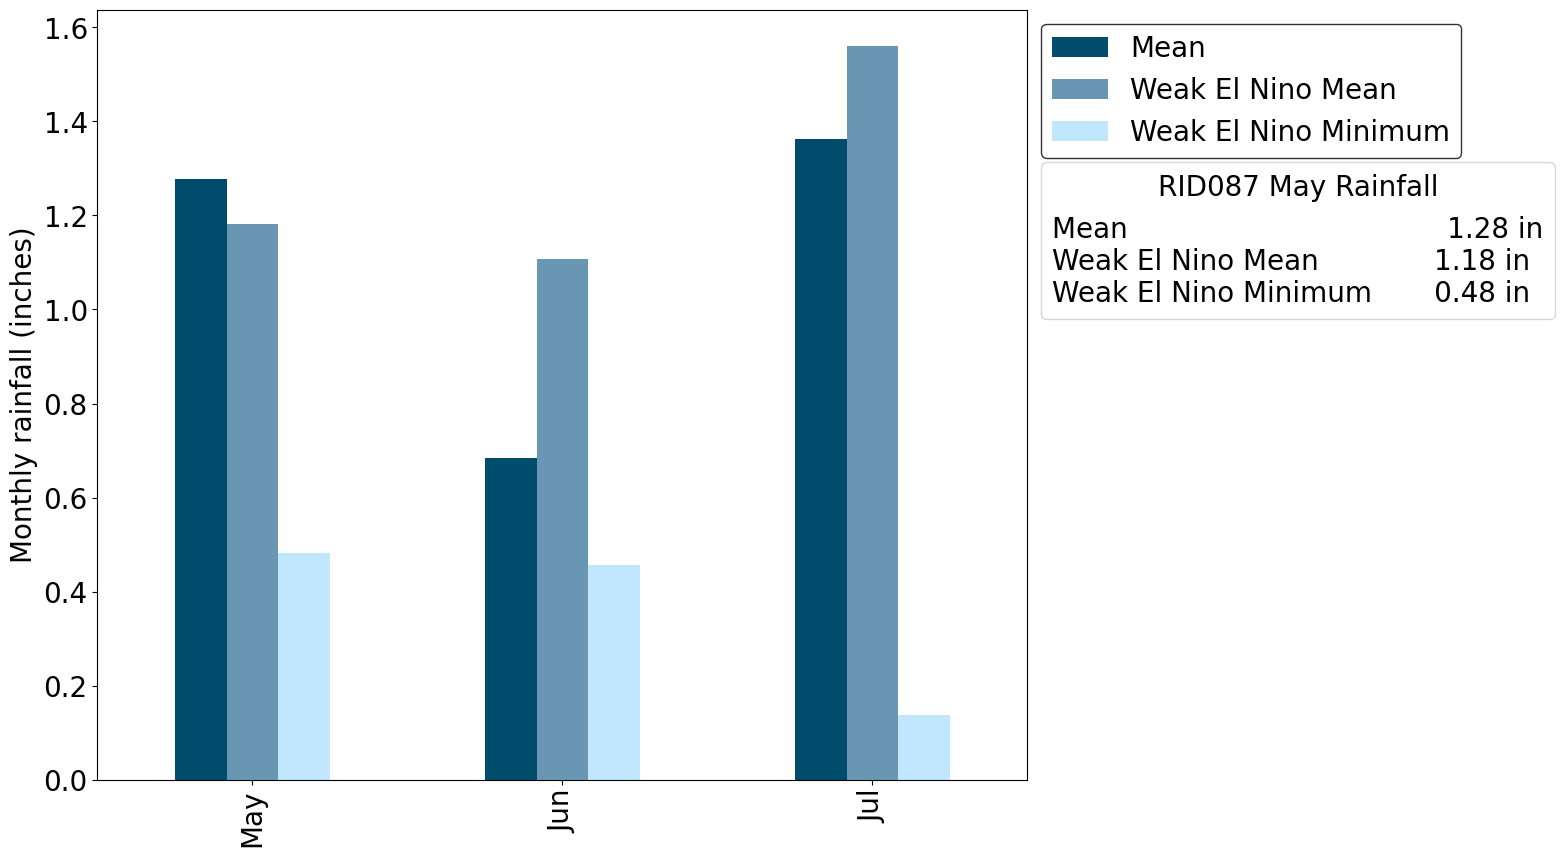 Monthly rainfall (inches)
1.6
1.4
1.2
1.0
0.8
0.6
0.4
0.2
0.0
May
Jun
Jul
Mean
Weak El Nino Mean
Weak El Nino Minimum
RID087 May Rainfall
Mean 1.28 in
Weak El Nino Mean 1.18 in
Weak El Nino Minimum 0.48 in